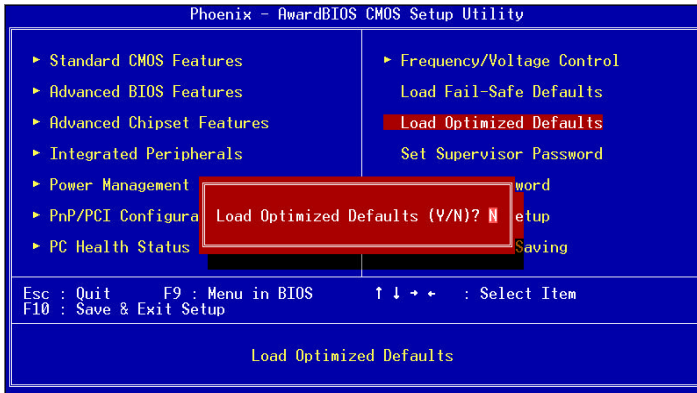 Phoenix - AwardBIOS CMOS Setup Utility
► Standard CMOS Features
► Advanced BIOS Features
► Advanced Chipset Features
► Integrated Peripherals
► Power Management
► PnP/PCI Configura
► PC Health Status
► Frequency/Voltage Control
Load Fail-Safe Defaults
Load Optimized Defaults
Set Supervisor Password
word
etup
Saving
Load Optimized Defaults (Y/N)? N
Esc : Quit F9 : Menu in BIOS ↑ ↓ → ← : Select Item
F10 : Save & Exit Setup
Load Optimized Defaults